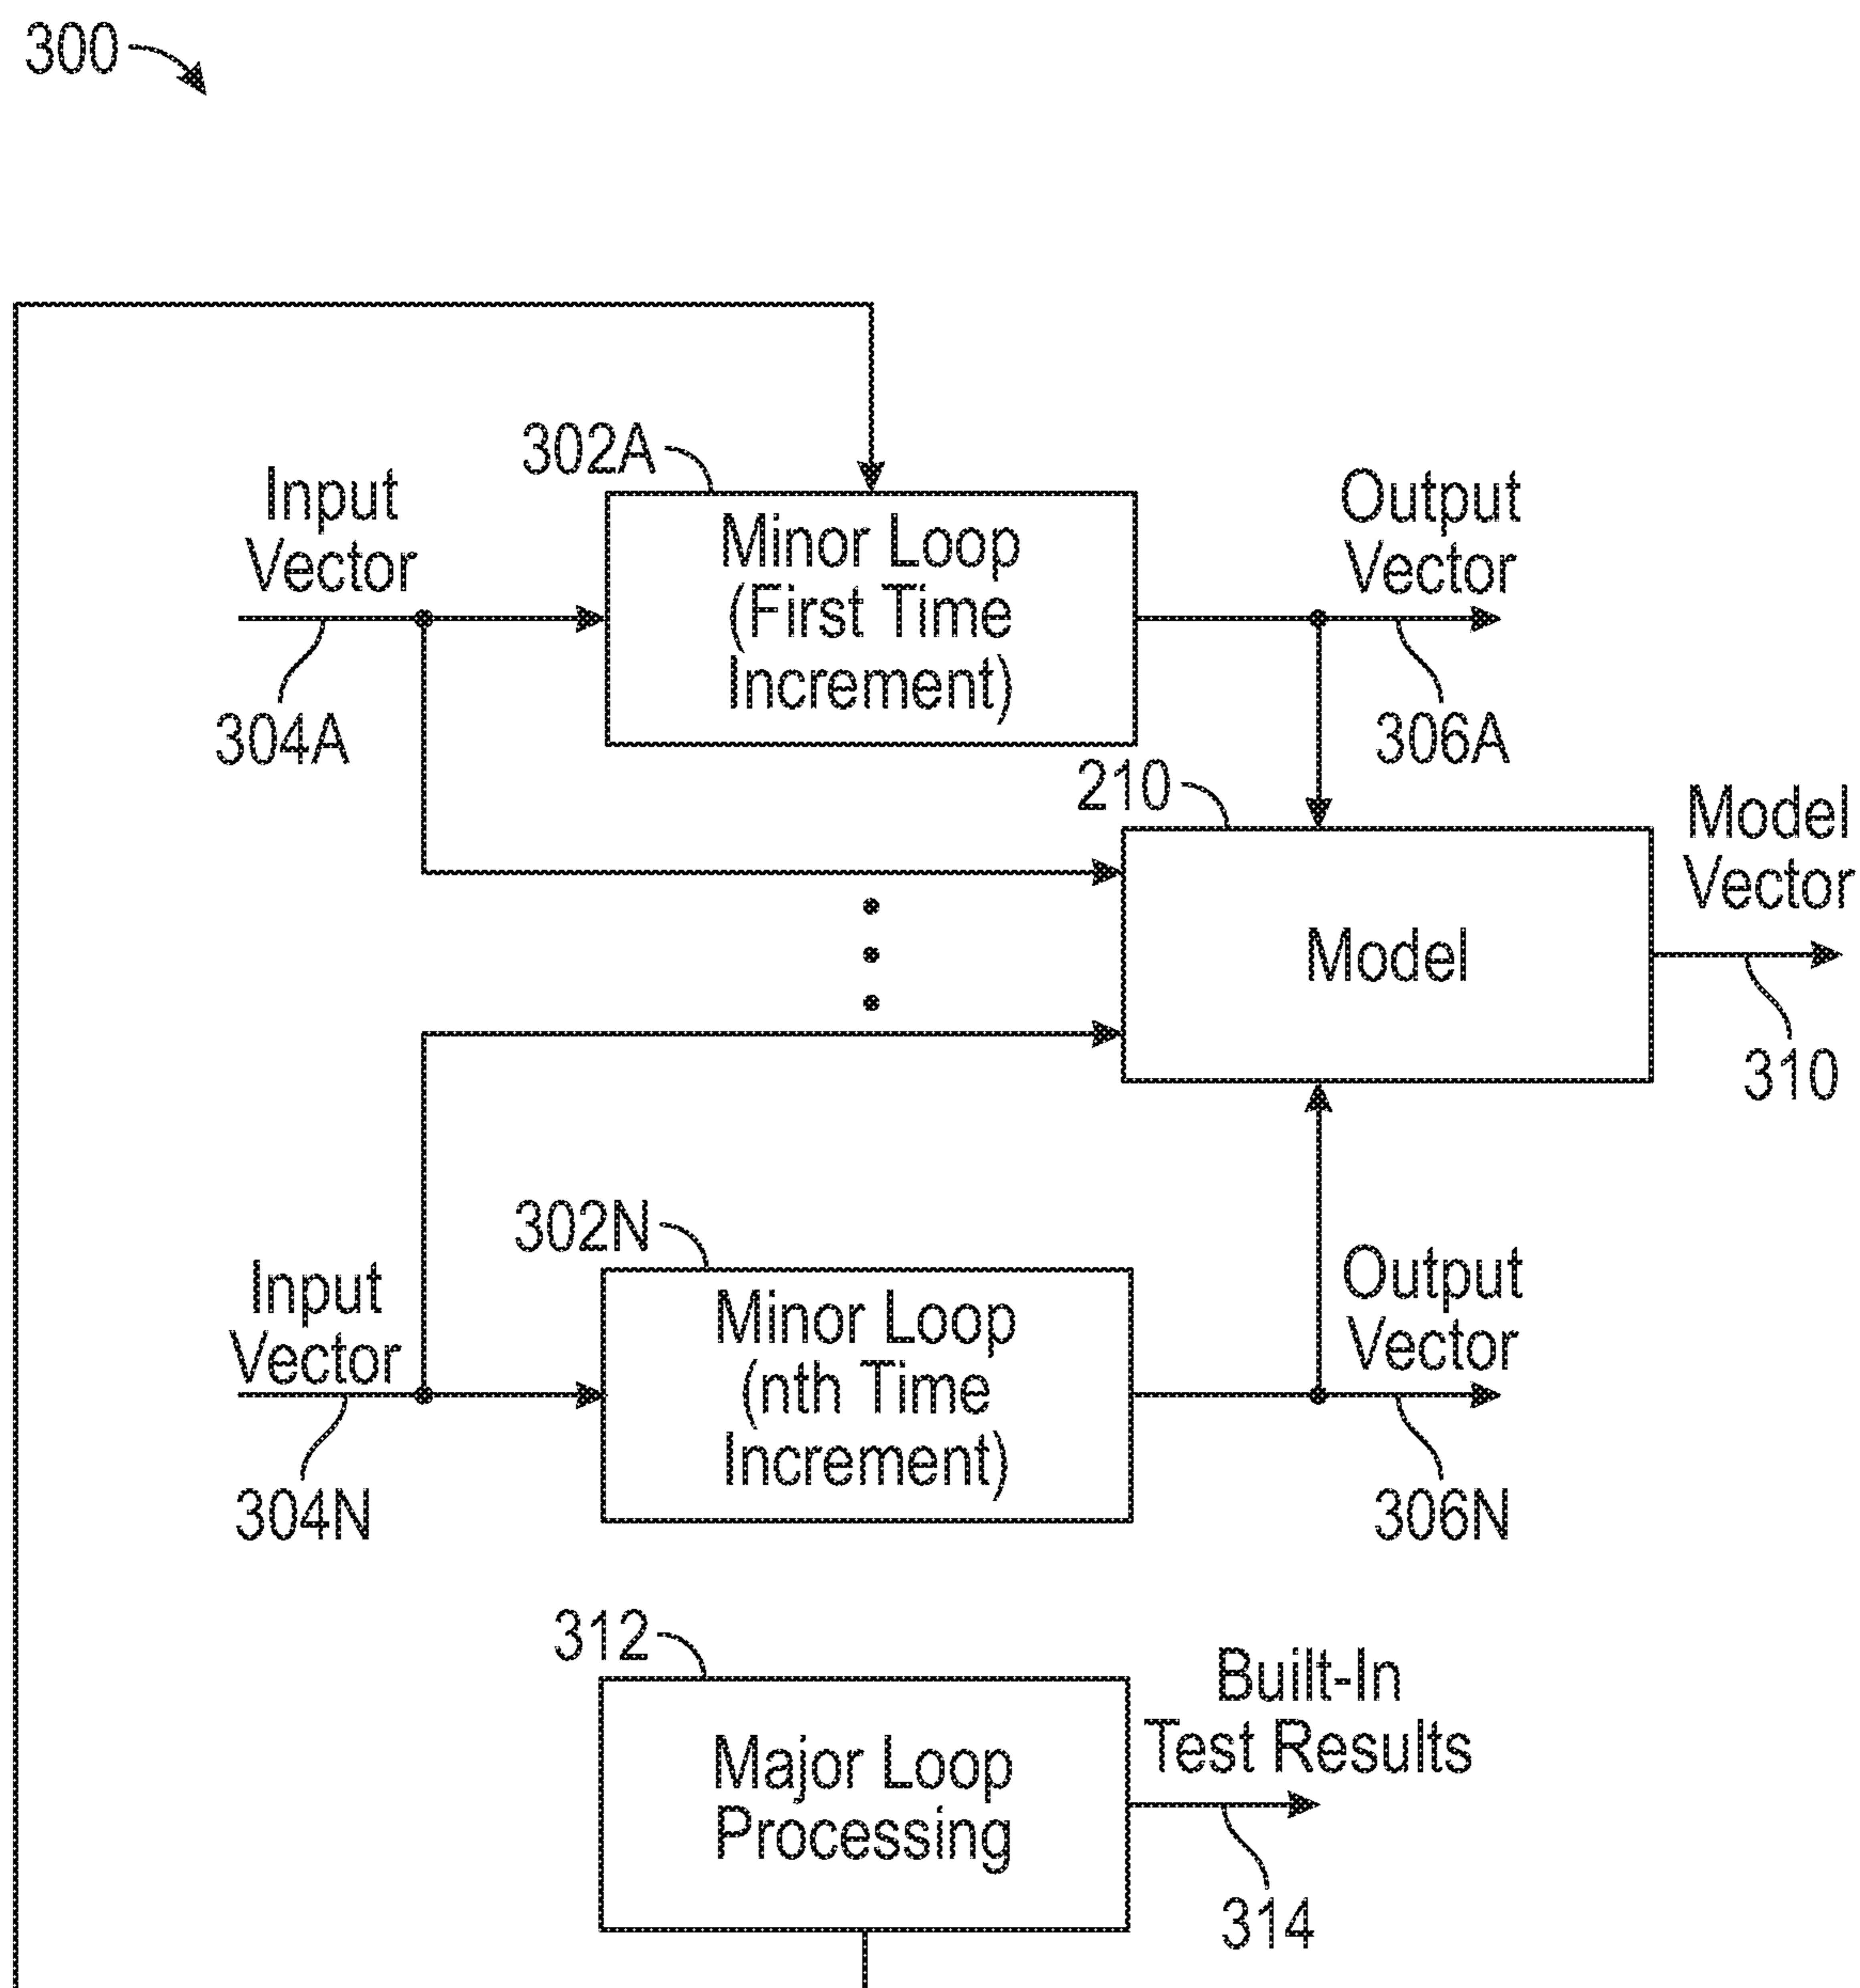 300
302A
Input
Vector
304A
Minor Loop
(First Time
Increment)
Output
Vector
306A
210
Model
Model
Vector
310
302N
Input
Vector
304N
Minor Loop
(nth Time
Increment)
Output
Vector
306N
312
Major Loop
Processing
Built-In
Test Results
314